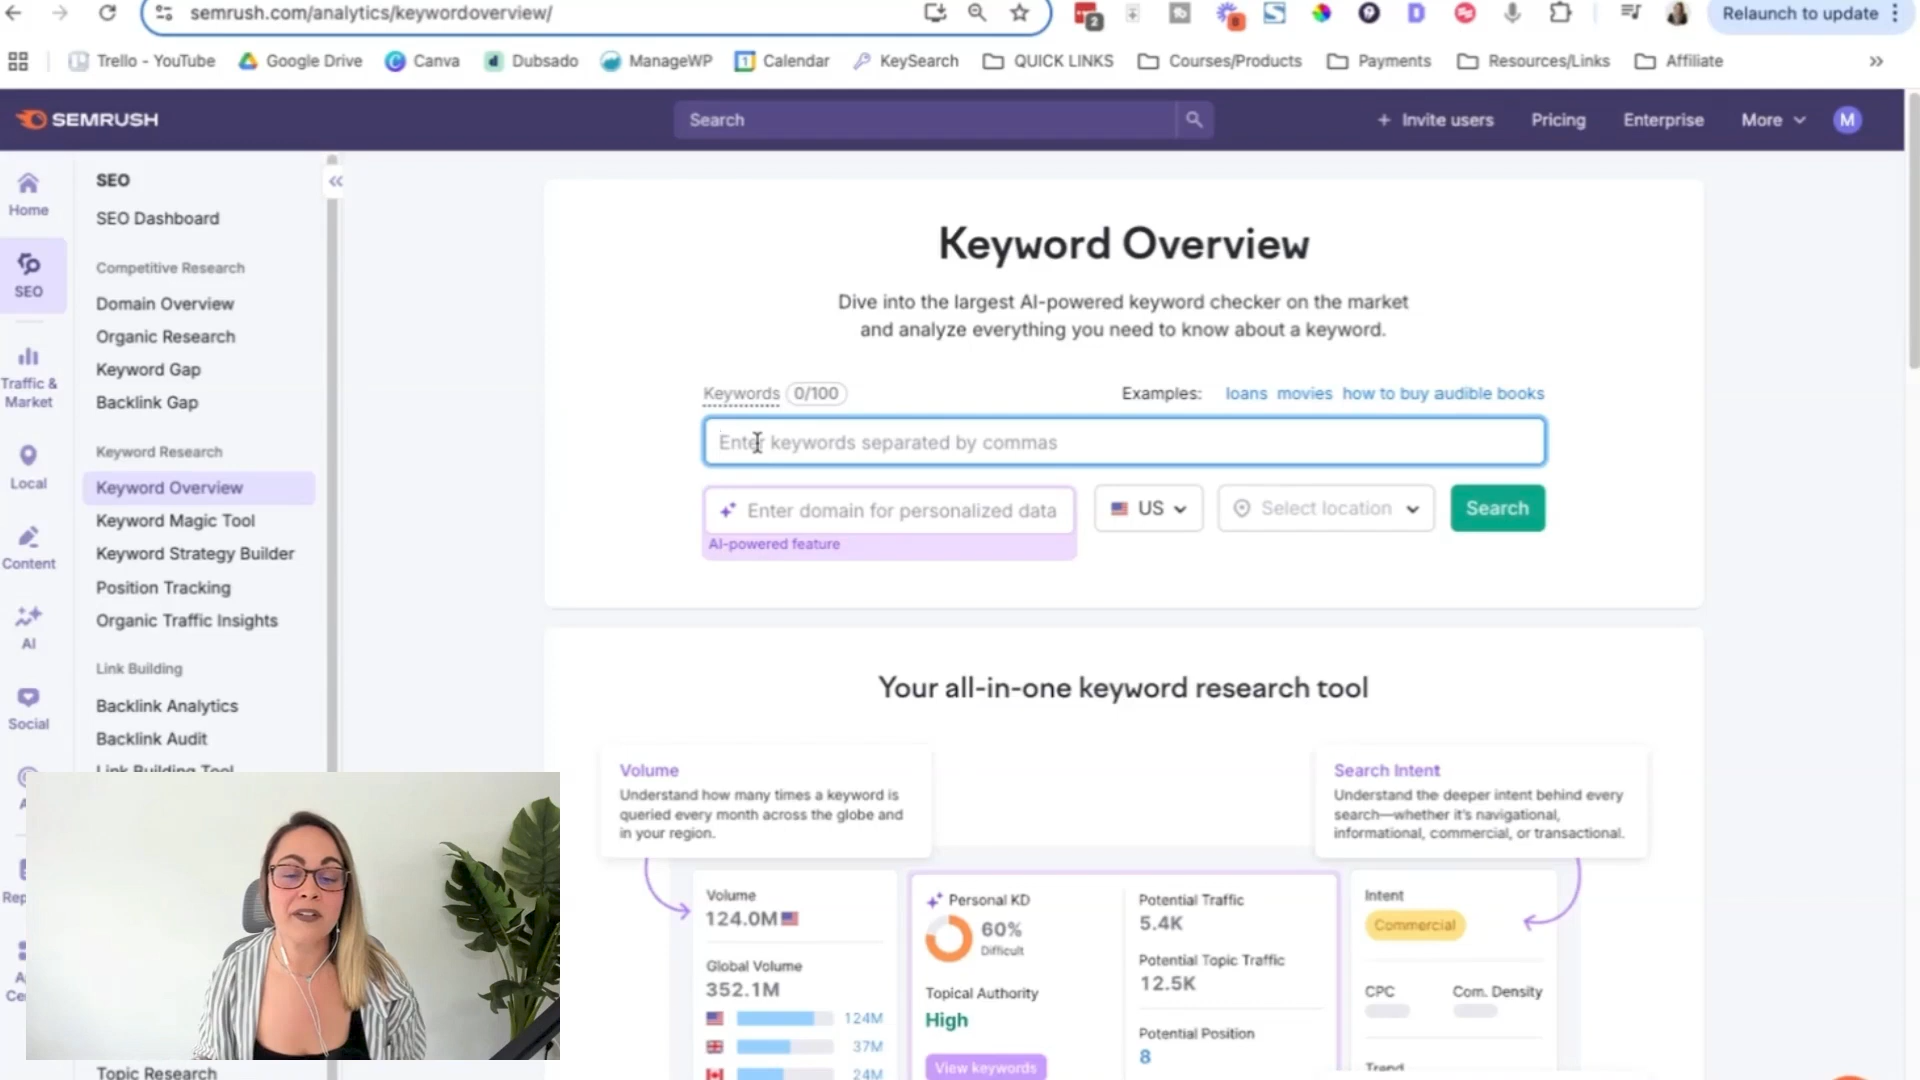 semrush.com/analytics/keywordoverview/
2
8
Relaunch to update
Trello - YouTube
Google Drive
Canva
Dubsado
ManageWP
1 Calendar
KeySearch
QUICK LINKS
Courses/Products
Payments
Resources/Links
Affiliate
SEMRUSH
Search
+ Invite users
Pricing
Enterprise
More
M
Home
SEO
Traffic &
Market
Local
Content
AI
Social
SEO
SEO Dashboard
Competitive Research
Domain Overview
Organic Research
Keyword Gap
Backlink Gap
Keyword Research
Keyword Overview
Keyword Magic Tool
Keyword Strategy Builder
Position Tracking
Organic Traffic Insights
Link Building
Backlink Analytics
Backlink Audit
Link Building Tool
Topic Research
Keyword Overview
Dive into the largest AI-powered keyword checker on the market
and analyze everything you need to know about a keyword.
Keywords 0/100
Examples: loans movies how to buy audible books
Enter keywords separated by commas
Enter domain for personalized data
AI-powered feature
US
Select location
Search
Your all-in-one keyword research tool
Volume
Understand how many times a keyword is
queried every month across the globe and
in your region.
Search Intent
Understand the deeper intent behind every
search—whether it's navigational,
informational, commercial, or transactional.
Volume
124.0M
Global Volume
352.1M
124M
37M
24M
Personal KD
60%
Difficult
Topical Authority
High
View keywords
Potential Traffic
5.4K
Potential Topic Traffic
12.5K
Potential Position
8
Intent
Commercial
CPC
Com. Density
Trend